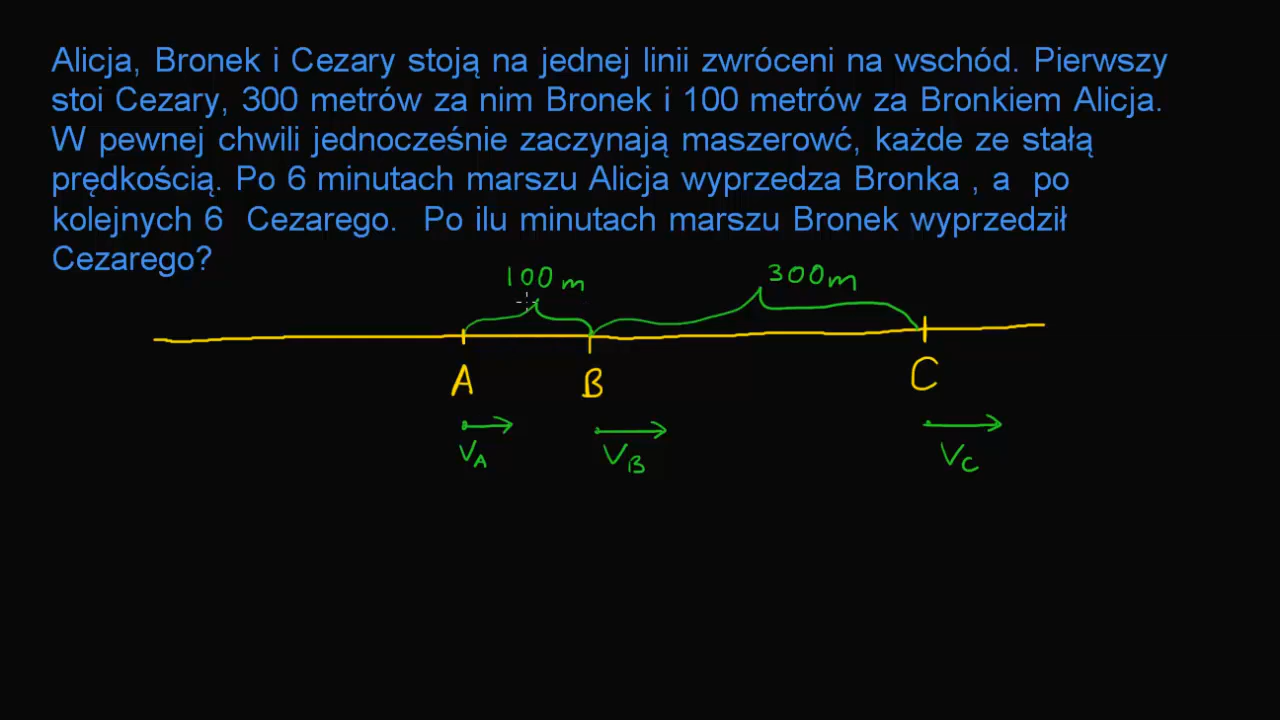 Alicja, Bronek i Cezary stoją na jednej linii zwróceni na wschód. Pierwszy
stoi Cezary, 300 metrów za nim Bronek i 100 metrów za Bronkiem Alicja.
W pewnej chwili jednocześnie zaczynają maszerowć, każde ze stałą
prędkością. Po 6 minutach marszu Alicja wyprzedza Bronka , a po
kolejnych 6 Cezarego. Po ilu minutach marszu Bronek wyprzedził
Cezarego?
100 m 300m
A B C
VA VB VC